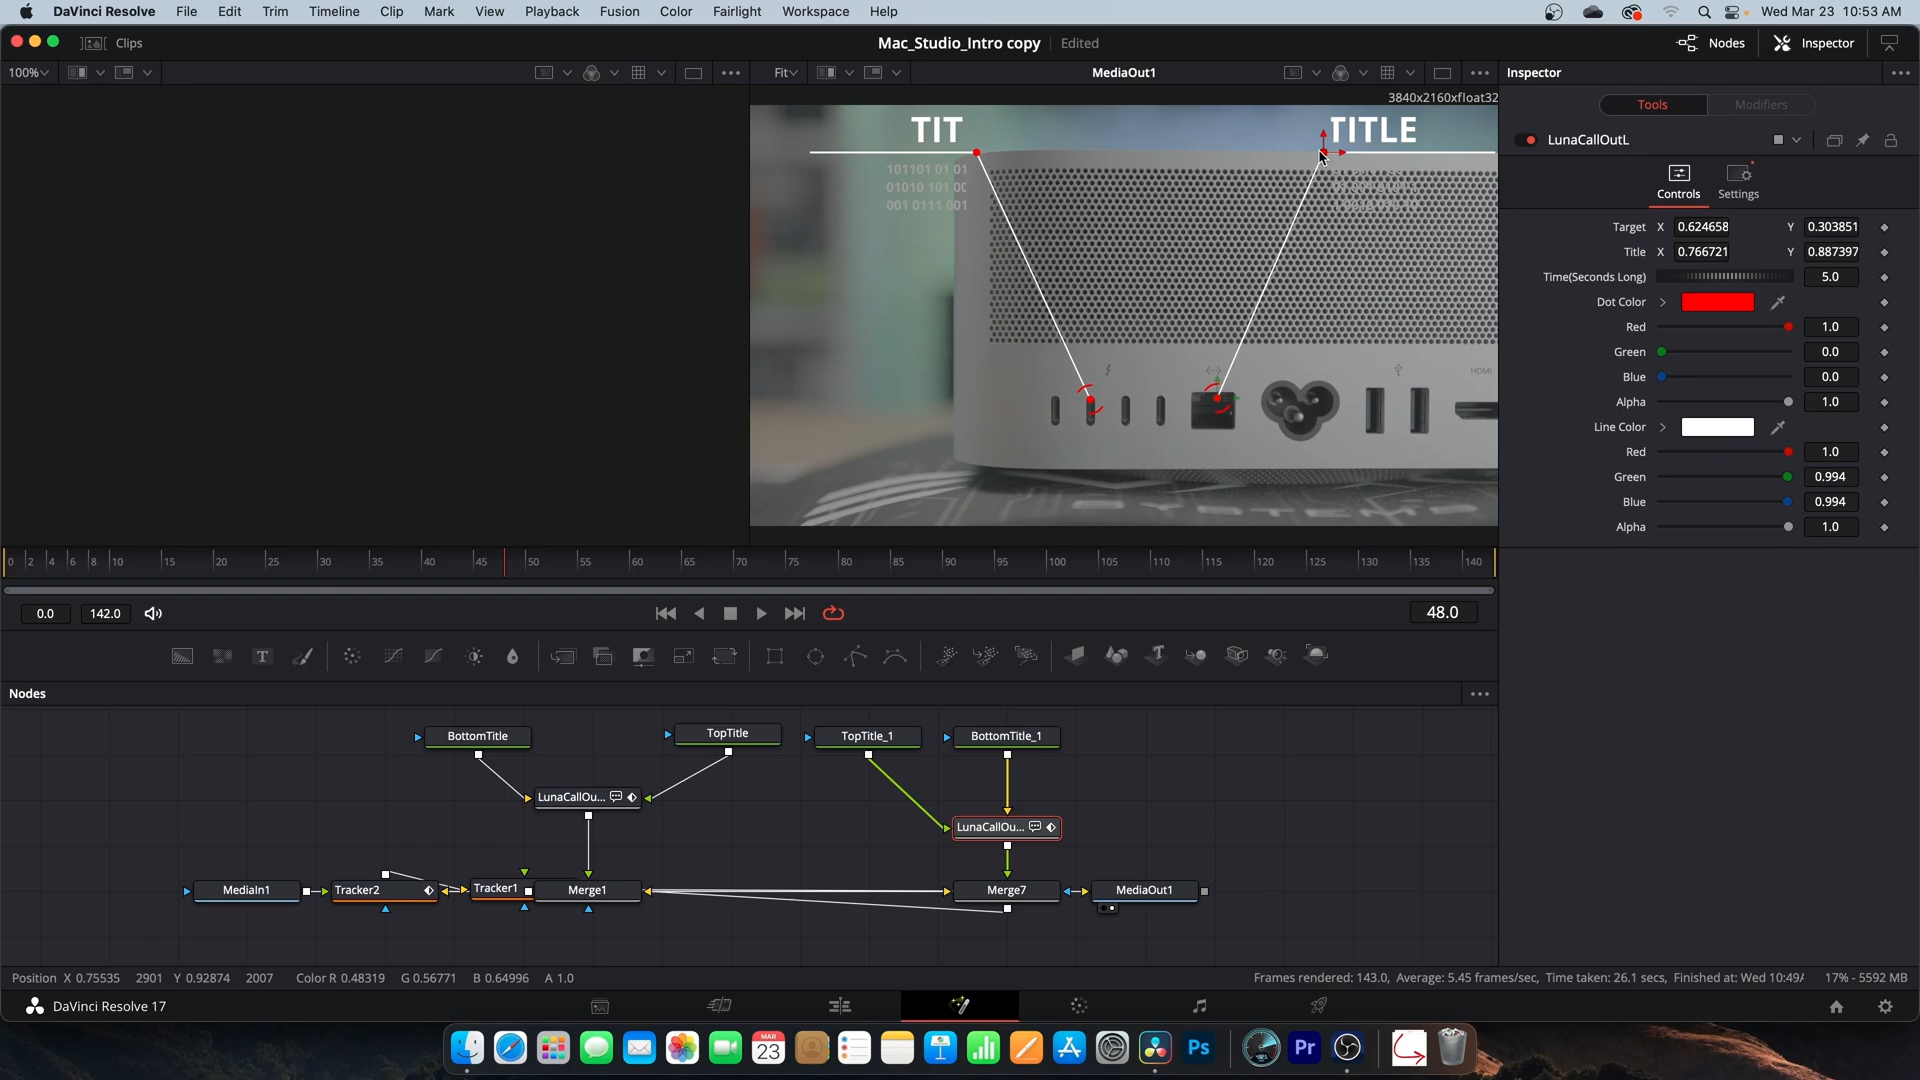 DaVinci Resolve File Edit Trim Timeline Clip Mark View Playback Fusion Color Fairlight Workspace Help Wed Mar 23 10:53 AM
Clips Mac_Studio_Intro copy Edited Nodes Inspector
100% Fit MediaOut1 Inspector
3840x2160xfloat32
Tools Modifiers
TIT TITLE
LunaCallOutL
101101 01 01
01010 101 0
001 0111 001
Controls Settings
Target X 0.624658 Y 0.303851
Title X 0.766721 Y 0.887397
Time(Seconds Long) 5.0
Dot Color
Red 1.0
Green 0.0
Blue 0.0
Alpha 1.0
HDMI
Line Color
Red 1.0
Green 0.994
Blue 0.994
Alpha 1.0
0 2 4 6 8 10 15 20 25 30 35 40 45 50 55 60 65 70 75 80 85 90 95 100 105 110 115 120 125 130 135 140
0.0 142.0 48.0
T
Nodes
BottomTitle TopTitle TopTitle_1 BottomTitle_1
LunaCallOu... LunaCallOu...
MediaIn1 Tracker2 Tracker1 Merge1 Merge7 MediaOut1
Position X 0.75535 2901 Y 0.92874 2007 Color R 0.48319 G 0.56771 B 0.64996 A 1.0 Frames rendered: 143.0, Average: 5.45 frames/sec, Time taken: 26.1 secs, Finished at: Wed 10:49 17% - 5592 MB
DaVinci Resolve 17
MAR
23
Ps Pr